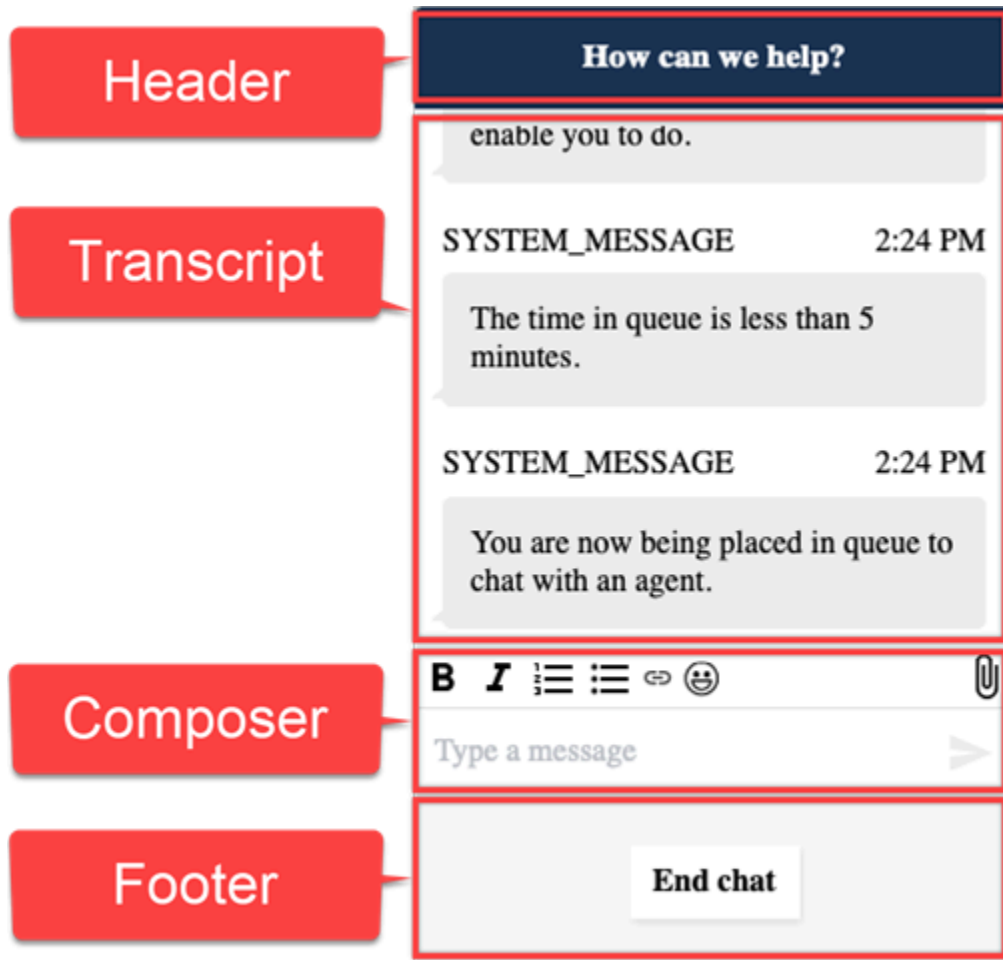 Header
How can we help?
enable you to do.
Transcript
SYSTEM_MESSAGE 2:24 PM
The time in queue is less than 5
minutes.
SYSTEM_MESSAGE 2:24 PM
You are now being placed in queue to
chat with an agent.
Composer
B I
Type a message
Footer
End chat